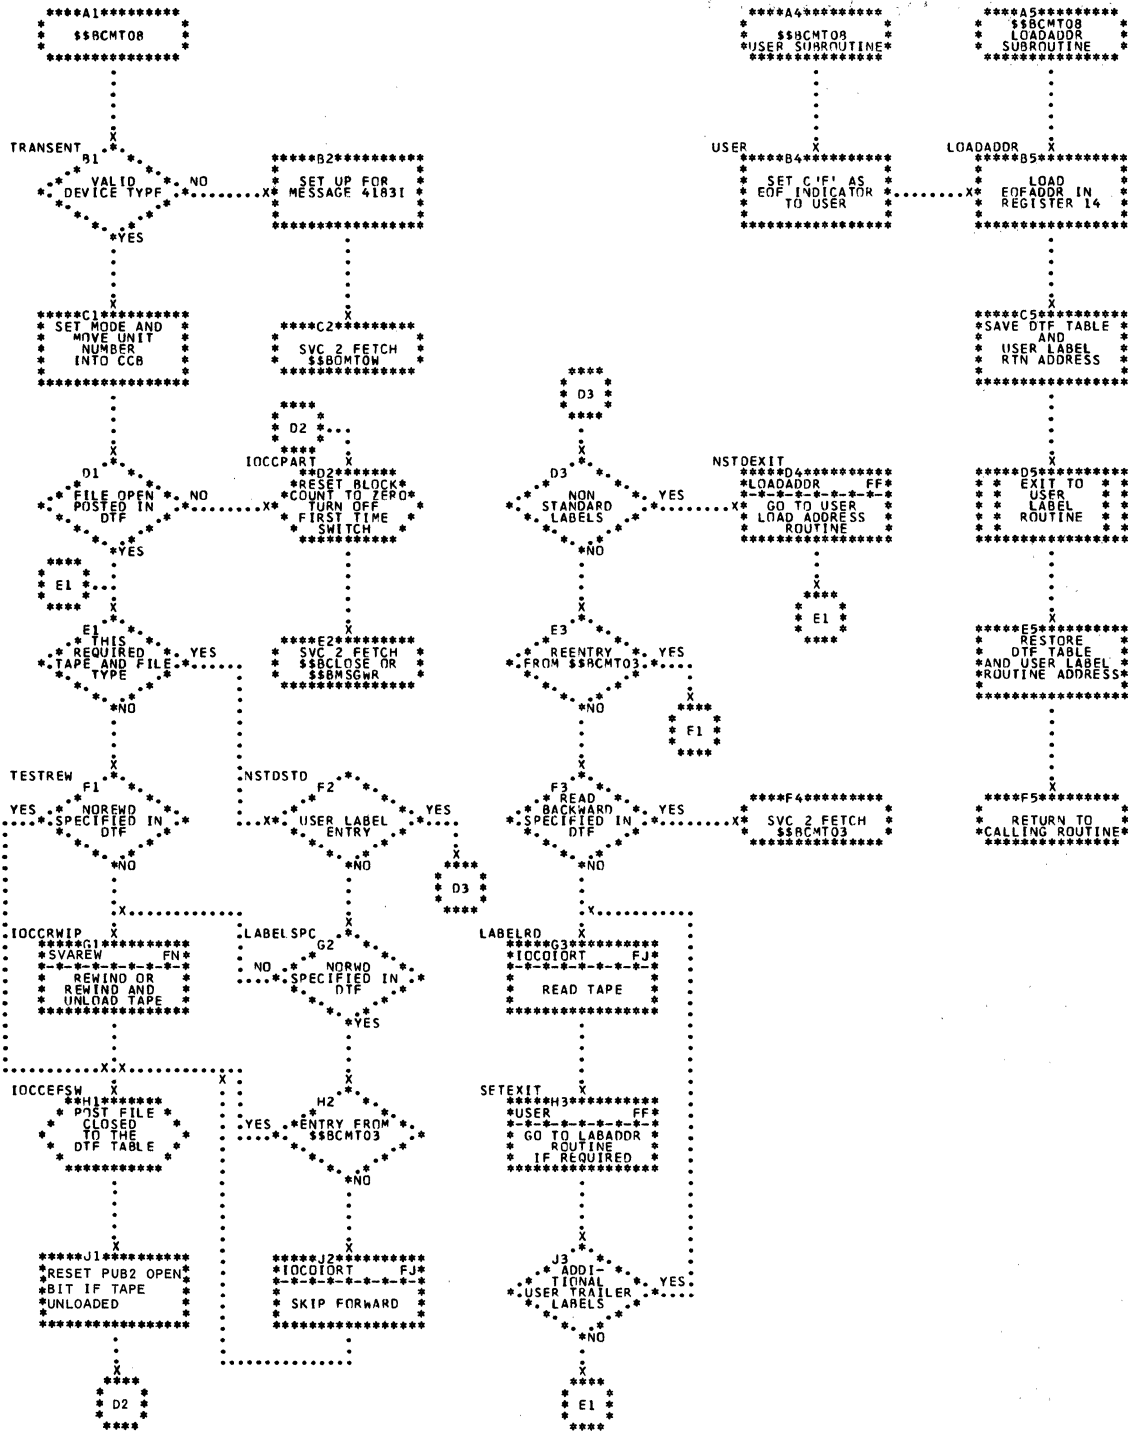 A1
$$BCMT08
TRANSENT
B1
VALID
DEVICE TYPE
NO
YES
B2
SET UP FOR
MESSAGE 4183I
C1
SET MODE AND
MOVE UNIT
NUMBER
INTO CCB
C2
SVC 2 FETCH
$$BOMTOW
D1
FILE OPEN
POSTED IN
DTF
NO
YES
D2
IOCCPART
D2
RESET BLOCK
COUNT TO ZERO
TURN OFF
FIRST TIME
SWITCH
E1
E1
THIS
REQUIRED
TAPE AND FILE
TYPE
YES
NO
E2
SVC 2 FETCH
$$BCLOSE OR
$$BMSGWR
TESTREW
F1
NOREWD
SPECIFIED IN
DTF
YES
NO
NSTDSTD
F2
USER LABEL
ENTRY
YES
NO
D3
IOCCRWIP
G1
SVAREW FN
REWIND OR
REWIND AND
UNLOAD TAPE
LABELSPC
G2
NORWD
SPECIFIED IN
DTF
NO
YES
IOCCEFSW
H1
POST FILE
CLOSED
TO THE
DTF TABLE
H2
ENTRY FROM
$$BCMT03
YES
NO
J1
RESET PUB2 OPEN
BIT IF TAPE
UNLOADED
J2
IOCOIORT FJ
SKIP FORWARD
D2
D3
D3
NON
STANDARD
LABELS
YES
NO
NSTDEXIT
D4
LOADADDR FF
GO TO USER
LOAD ADDRESS
ROUTINE
E1
E3
REENTRY
FROM $$BCMT03
YES
NO
F1
F3
READ
BACKWARD
SPECIFIED IN
DTF
YES
NO
F4
SVC 2 FETCH
$$BCMT03
LABELRD
G3
IOCOIORT FJ
READ TAPE
SETEXIT
H3
USER FF
GO TO LABADDR
ROUTINE
IF REQUIRED
J3
ADDI-
TIONAL
USER TRAILER
LABELS
YES
NO
E1
A4
$$BCMT08
USER SUBROUTINE
USER
B4
SET C'F' AS
EOF INDICATOR
TO USER
A5
$$BCMT08
LOADADDR
SUBROUTINE
LOADADDR
B5
LOAD
EOFADDR IN
REGISTER 14
C5
SAVE DTF TABLE
AND
USER LABEL
RTN ADDRESS
D5
EXIT TO
USER
LABEL
ROUTINE
E5
RESTORE
DTF TABLE
AND USER LABEL
ROUTINE ADDRESS
F5
RETURN TO
CALLING ROUTINE